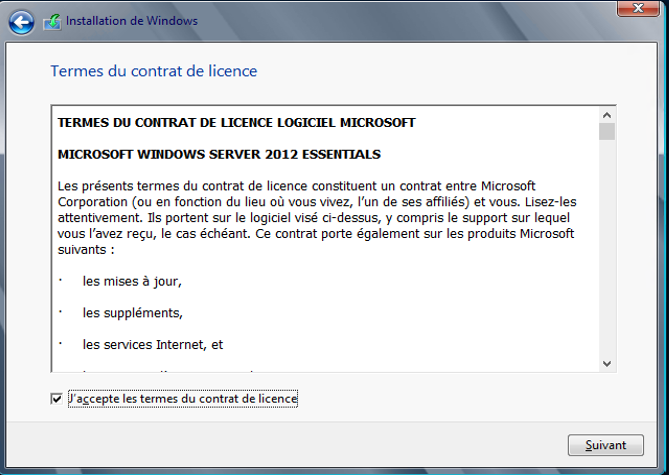 Installation de Windows
Termes du contrat de licence
TERMES DU CONTRAT DE LICENCE LOGICIEL MICROSOFT
MICROSOFT WINDOWS SERVER 2012 ESSENTIALS
Les présents termes du contrat de licence constituent un contrat entre Microsoft
Corporation (ou en fonction du lieu où vous vivez, l'un de ses affiliés) et vous. Lisez-les
attentivement. Ils portent sur le logiciel visé ci-dessus, y compris le support sur lequel
vous l'avez reçu, le cas échéant. Ce contrat porte également sur les produits Microsoft
suivants :
· les mises à jour,
· les suppléments,
· les services Internet, et
J'accepte les termes du contrat de licence
Suivant